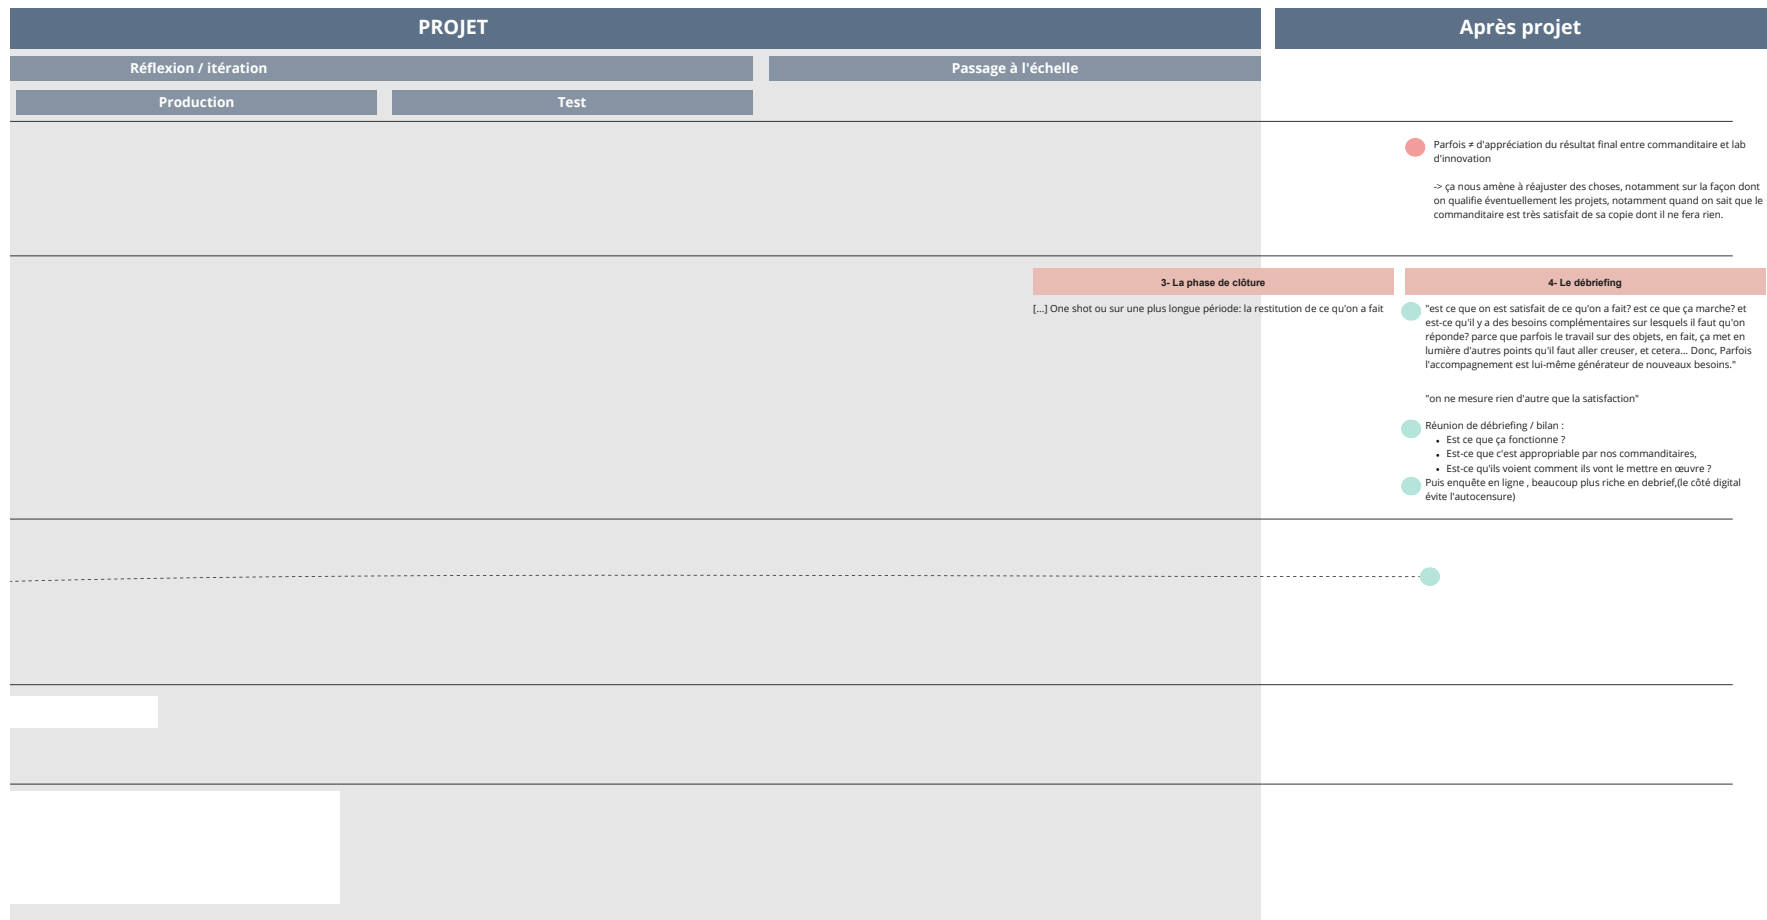 PROJET
Après projet
Réflexion / itération
Passage à l'échelle
Production
Test
Parfois ≠ d'appréciation du résultat final entre commanditaire et lab
d'innovation
-> ça nous amène à réajuster des choses, notamment sur la façon dont
on qualifie éventuellement les projets, notamment quand on sait que le
commanditaire est très satisfait de sa copie dont il ne fera rien.
3- La phase de clôture
[...] One shot ou sur une plus longue période: la restitution de ce qu'on a fait
4- Le débriefing
"est ce que on est satisfait de ce qu'on a fait? est ce que ça marche? et
est-ce qu'il y a des besoins complémentaires sur lesquels il faut qu'on
réponde? parce que parfois le travail sur des objets, en fait, ça met en
lumière d'autres points qu'il faut aller creuser, et cetera... Donc, Parfois
l'accompagnement est lui-même générateur de nouveaux besoins."
"on ne mesure rien d'autre que la satisfaction"
Réunion de débriefing / bilan :
• Est ce que ça fonctionne ?
• Est-ce que c'est appropriable par nos commanditaires,
• Est-ce qu'ils voient comment ils vont le mettre en œuvre ?
Puis enquête en ligne , beaucoup plus riche en debrief,(le côté digital
évite l'autocensure)